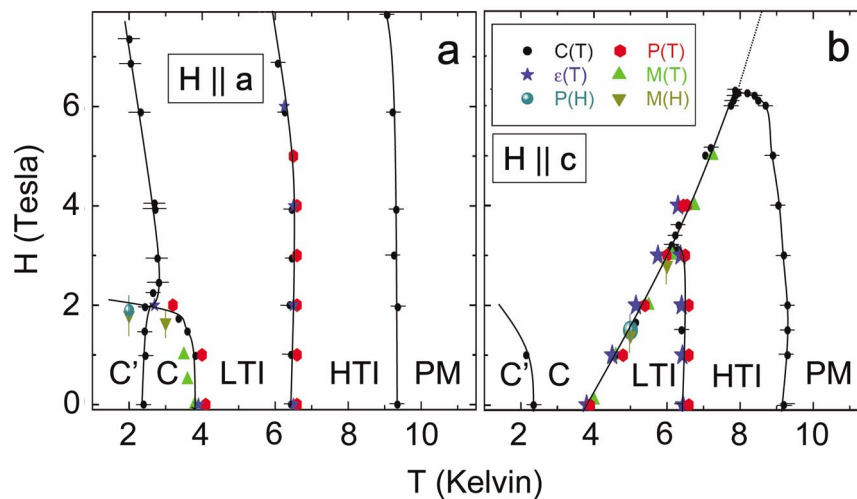 a
H || a
C' C LTI HTI PM
H (Tesla)
6
4
2
0
2 4 6 8 10
b
C(T) P(T)
ε(T) M(T)
P(H) M(H)
H || c
C' C LTI HTI PM
2 4 6 8 10
T (Kelvin)